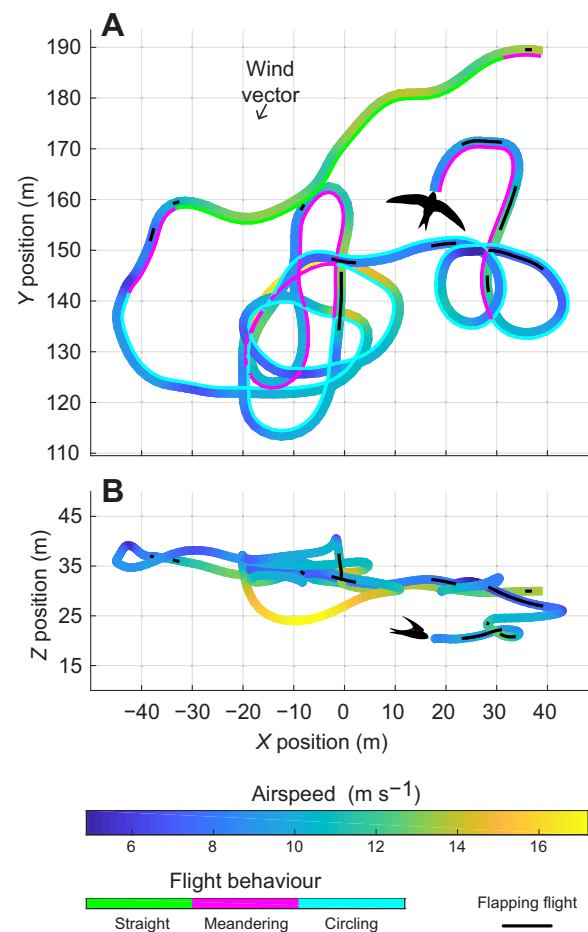 A
190
180
170
160
150
140
130
120
110
Y position (m)
Wind
vector
B
45
35
25
15
Z position (m)
−40 −30 −20 −10 0 10 20 30 40
X position (m)
Airspeed (m s−1)
6 8 10 12 14 16
Flight behaviour
Straight Meandering Circling
Flapping flight